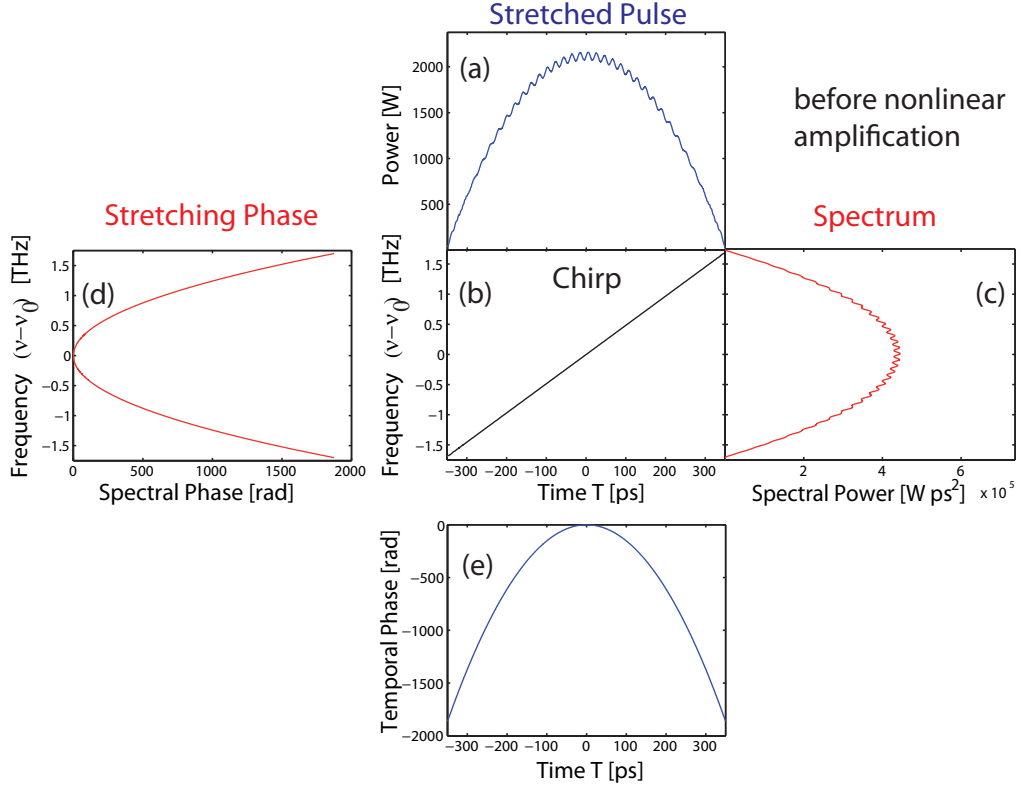 Stretched Pulse
(a)
Power [W]
2000
1500
1000
500
before nonlinear
amplification
Stretching Phase
Spectrum
(d)
Frequency (ν−ν0) [THz]
1.5
1
0.5
0
−0.5
−1
−1.5
0 500 1000 1500 2000
Spectral Phase [rad]
Chirp
(b)
Frequency (ν−ν0) [THz]
1.5
1
0.5
0
−0.5
−1
−1.5
−300 −200 −100 0 100 200 300
Time T [ps]
(c)
2 4 6
Spectral Power [W ps2] x 10 5
(e)
Temporal Phase [rad]
0
−500
−1000
−1500
−2000
−300 −200 −100 0 100 200 300
Time T [ps]